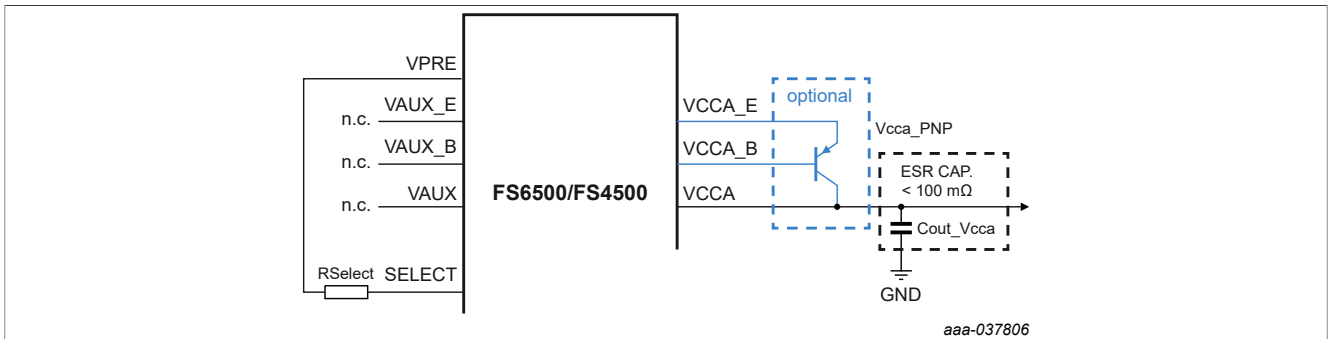 VPRE
VAUX_E
n.c.
VAUX_B
n.c.
VAUX
n.c.
RSelect
SELECT
FS6500/FS4500
VCCA_E
VCCA_B
VCCA
optional
Vcca_PNP
ESR CAP.
< 100 mΩ
Cout_Vcca
GND
aaa-037806